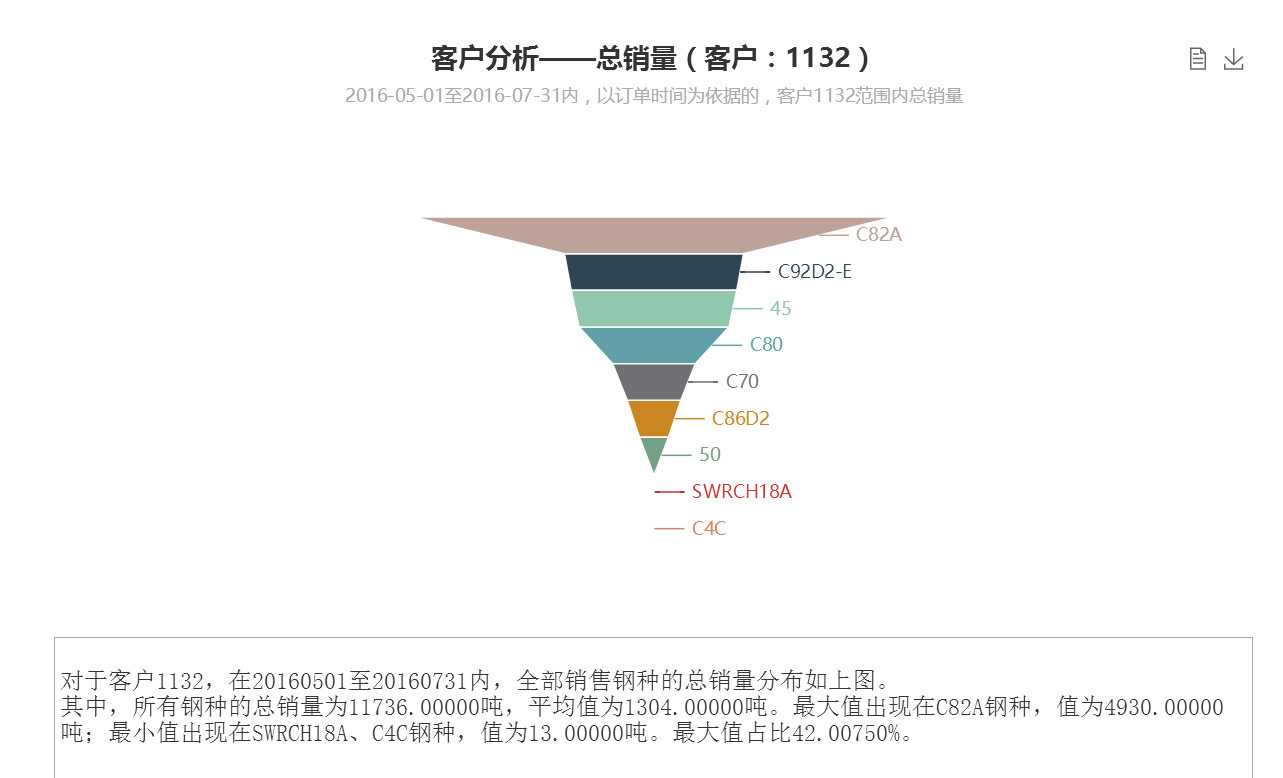 客户分析——总销量（客户：1132）
2016-05-01至2016-07-31内，以订单时间为依据的，客户1132范围内总销量
C82A
C92D2-E
45
C80
C70
C86D2
50
SWRCH18A
C4C
对于客户1132，在20160501至20160731内，全部销售钢种的总销量分布如上图。
其中，所有钢种的总销量为11736.00000吨，平均值为1304.00000吨。最大值出现在C82A钢种，值为4930.00000
吨；最小值出现在SWRCH18A、C4C钢种，值为13.00000吨。最大值占比42.00750%。